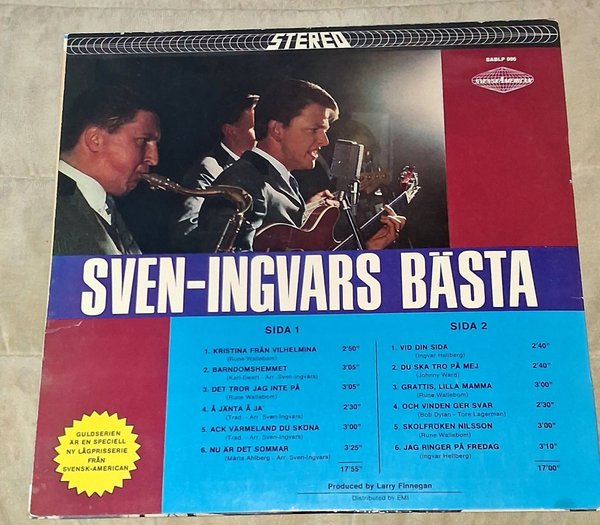 STEREO
SABLP 505
SVENSK-AMERICAN
SVEN-INGVARS BÄSTA
SIDA 1
1. KRISTINA FRÅN VILHELMINA 2'50"
(Rune Wallebom)
2. BARNDOMSHEMMET 3'05"
(Karl-Ewert - Arr. Sven-Ingvars)
3. DET TROR JAG INTE PÅ 3'05"
(Rune Wallebom)
4. Å JÄNTA Å JA' 2'30"
(Trad. - Arr. Sven-Ingvars)
5. ACK VÄRMELAND DU SKÖNA 3'00"
(Trad. - Arr. Sven-Ingvars)
6. NU ÄR DET SOMMAR 3'25"
(Märta Ahlberg - Arr. Sven-Ingvars)
17'55"
SIDA 2
1. VID DIN SIDA 2'40"
(Ingvar Hellberg)
2. DU SKA TRO PÅ MEJ 2'40"
(Johnny Ward)
3. GRATTIS, LILLA MAMMA 3'00"
(Rune Wallebom)
4. OCH VINDEN GER SVAR 2'30"
(Bob Dylan - Tore Lagerman)
5. SKOLFRÖKEN NILSSON 3'00"
(Rune Wallebom)
6. JAG RINGER PÅ FREDAG 3'10"
(Ingvar Hellberg)
17'00"
GULDSERIEN
ÄR EN SPECIELL
NY LÅGPRISSERIE
FRÅN
SVENSK-AMERICAN
Produced by Larry Finnegan
Distributed by EMI